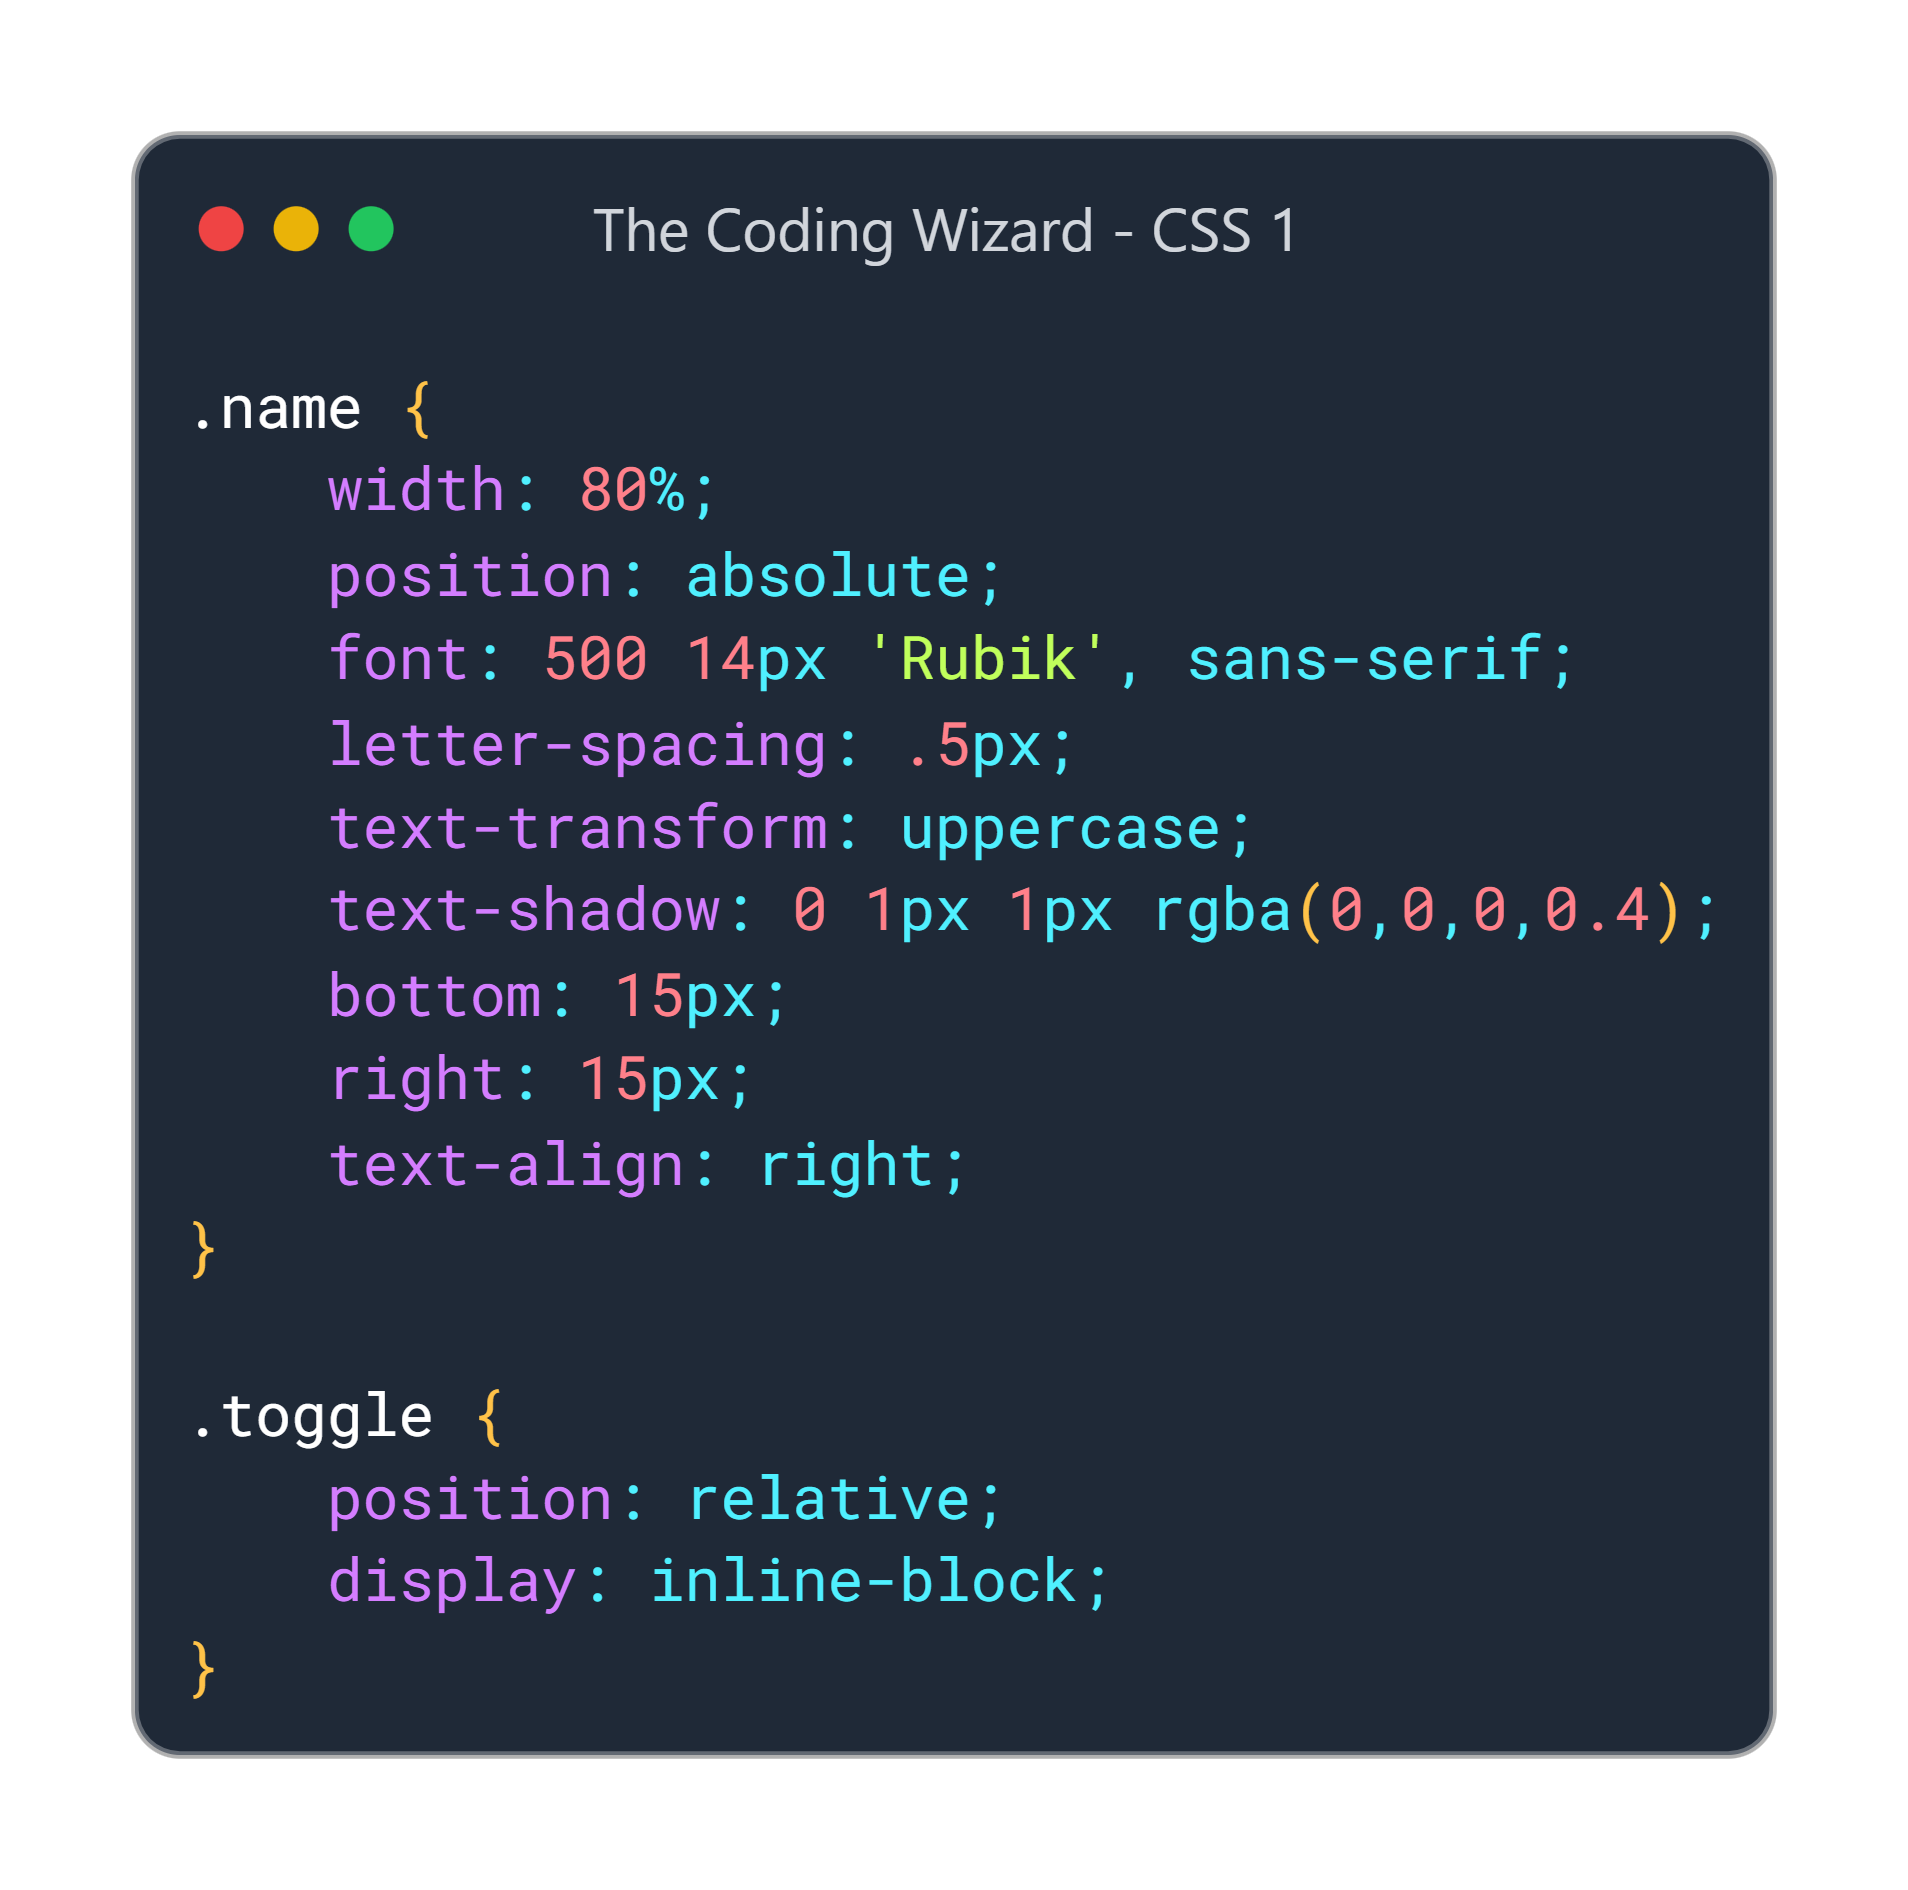 The Coding Wizard - CSS 1
.name {
    width: 80%;
    position: absolute;
    font: 500 14px 'Rubik', sans-serif;
    letter-spacing: .5px;
    text-transform: uppercase;
    text-shadow: 0 1px 1px rgba(0,0,0,0.4);
    bottom: 15px;
    right: 15px;
    text-align: right;
}

.toggle {
    position: relative;
    display: inline-block;
}